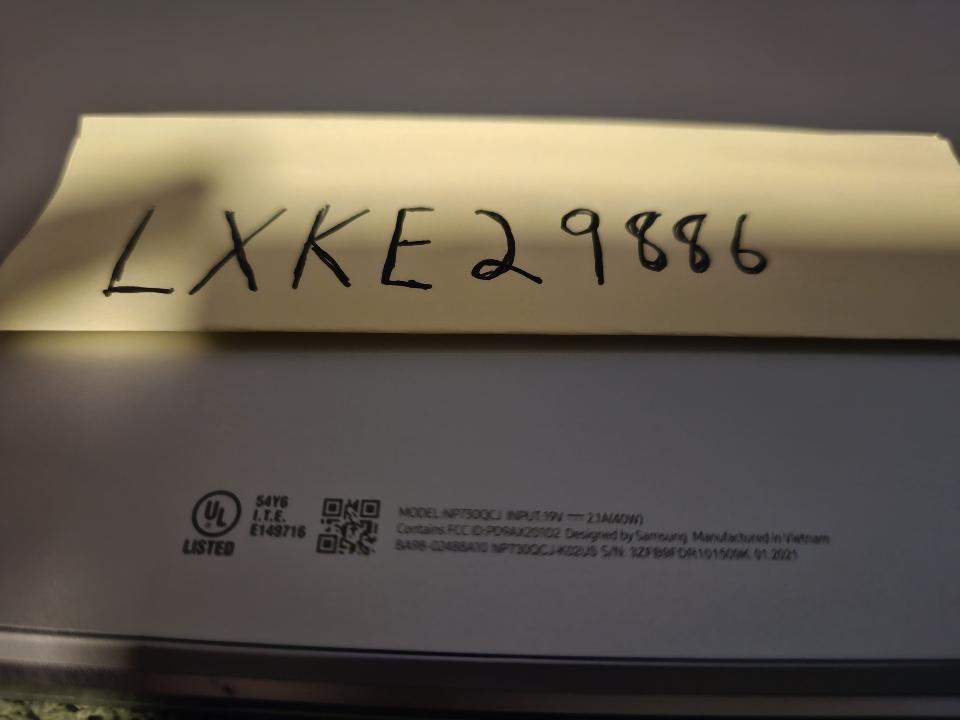 LXKE29886
UL
LISTED
54Y6
I.T.E.
E149716
MODEL:NP730QCJ INPUT:19V ⎓ 2.1A(40W)
Contains FCC ID:PD9AX201D2 Designed by Samsung Manufactured in Vietnam
BA98-02488A10 NP730QCJ-K02US S/N: 3ZFB9FDR101500K 01.2021